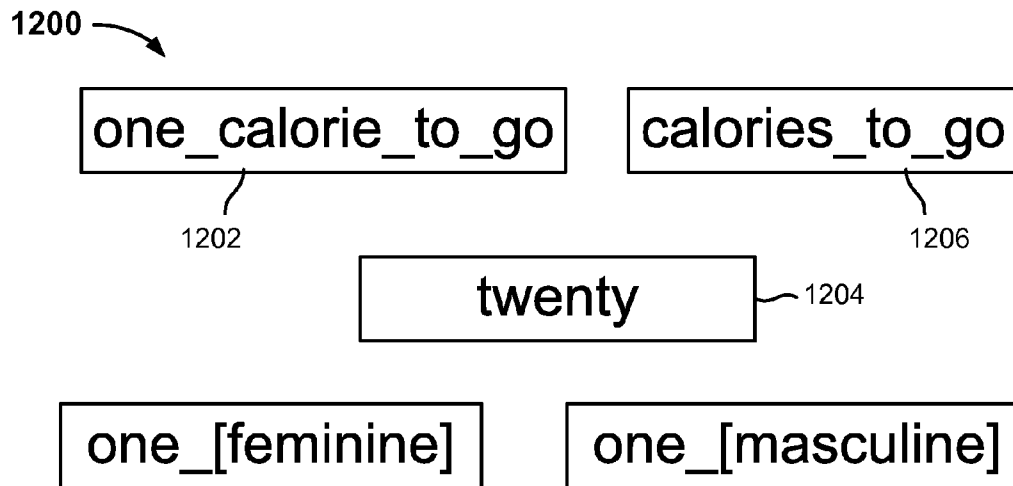 1200
one_calorie_to_go calories_to_go
1202 1206
twenty 1204
one_[feminine] one_[masculine]